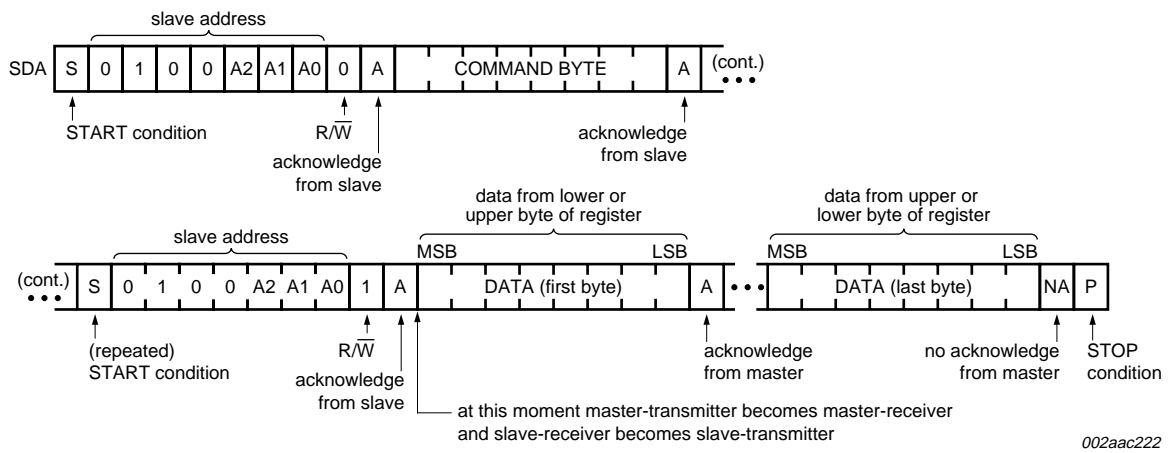 slave address
SDA S 0 1 0 0 A2 A1 A0 0 A COMMAND BYTE A (cont.)
START condition
R/W̅
acknowledge
from slave
acknowledge
from slave
data from lower or
upper byte of register
data from upper or
lower byte of register
slave address
MSB LSB MSB LSB
(cont.) S 0 1 0 0 A2 A1 A0 1 A DATA (first byte) A DATA (last byte) NA P
(repeated)
START condition
R/W̅
acknowledge
from slave
acknowledge
from master
no acknowledge
from master
STOP
condition
at this moment master-transmitter becomes master-receiver
and slave-receiver becomes slave-transmitter
002aac222